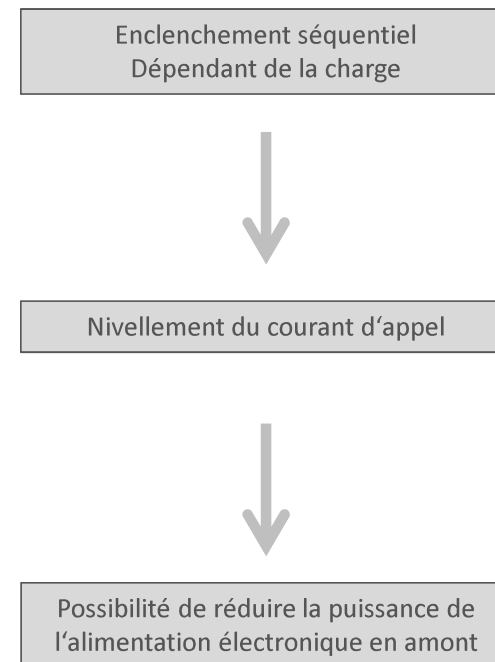 Enclenchement séquentiel
Dépendant de la charge
Nivellement du courant d‘appel
Possibilité de réduire la puissance de
l‘alimentation électronique en amont